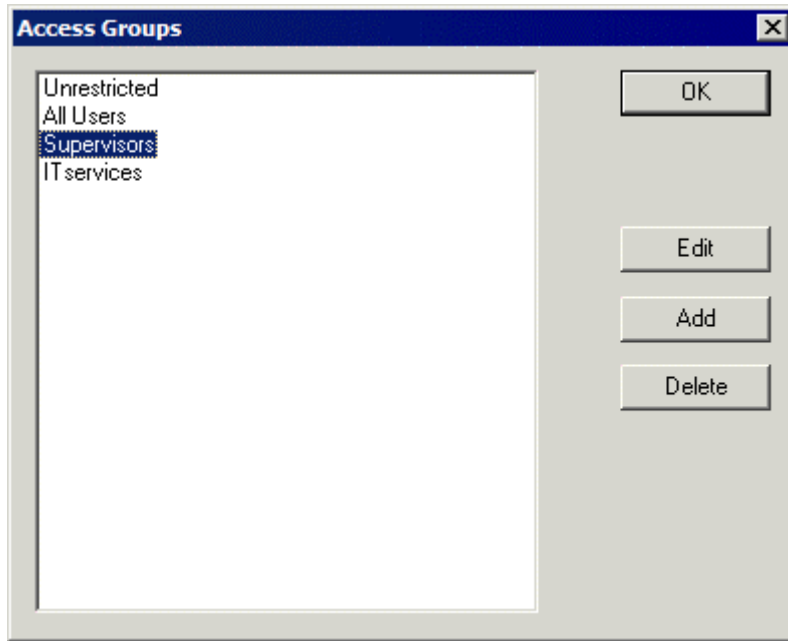 Access Groups
Unrestricted
All Users
Supervisors
ITservices
OK
Edit
Add
Delete